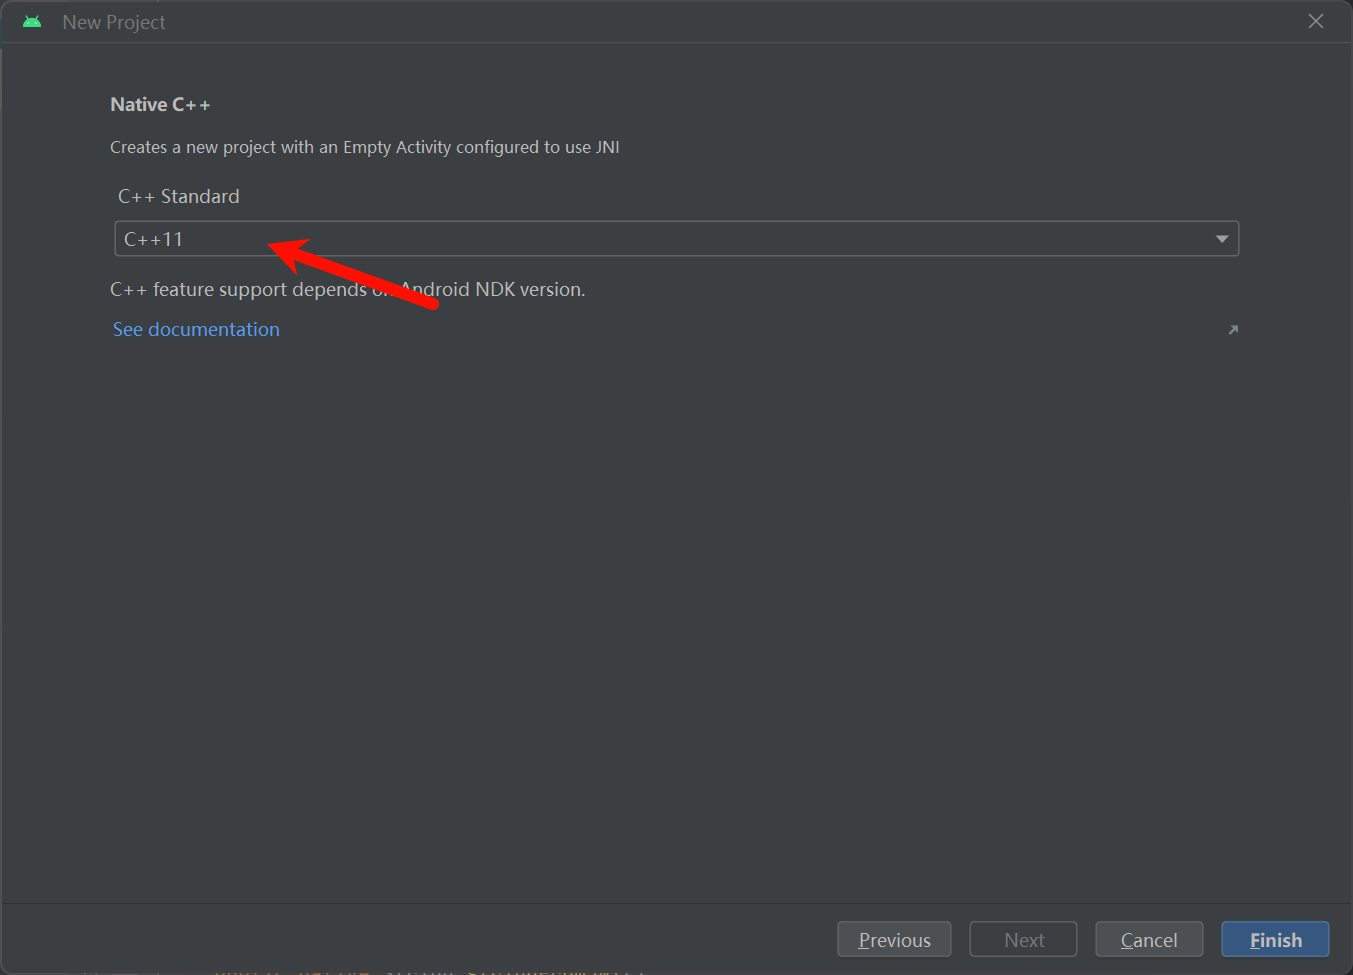 New Project
Native C++
Creates a new project with an Empty Activity configured to use JNI
C++ Standard
C++11
C++ feature support depends on Android NDK version.
See documentation
Previous
Next
Cancel
Finish